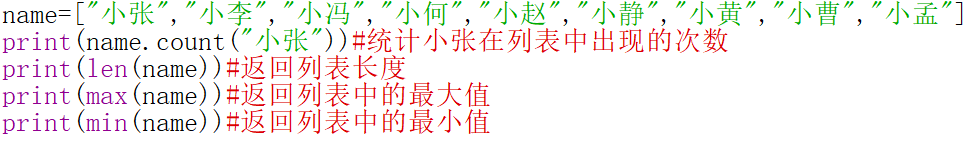 name=["小张","小李","小冯","小何","小赵","小静","小黄","小曹","小孟"]
print(name.count("小张"))#统计小张在列表中出现的次数
print(len(name))#返回列表长度
print(max(name))#返回列表中的最大值
print(min(name))#返回列表中的最小值